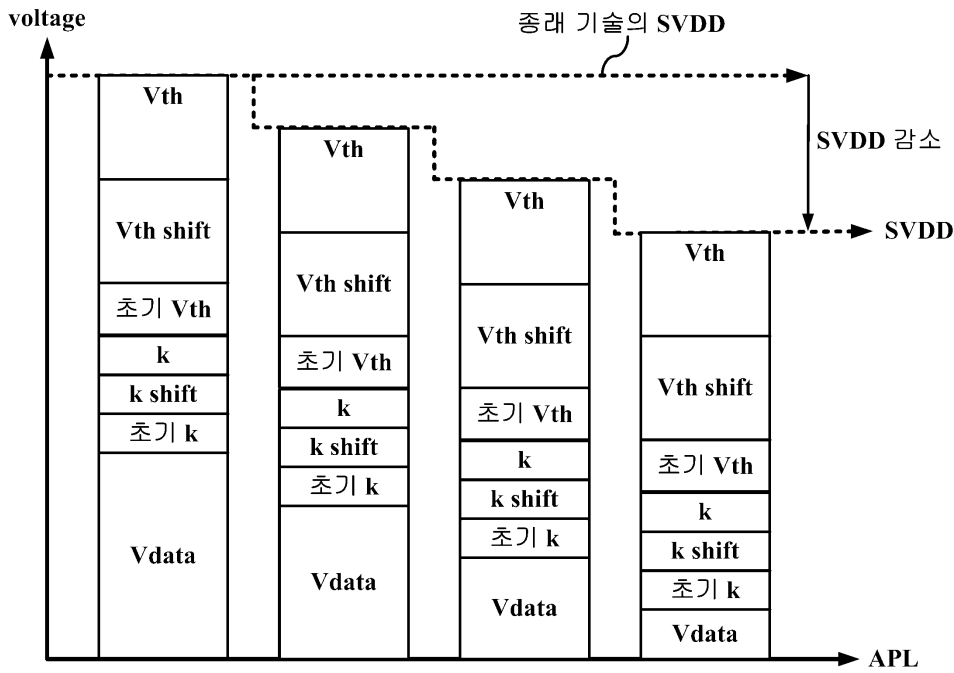 voltage
종래 기술의 SVDD
SVDD 감소
SVDD
Vth
Vth shift
초기 Vth
k
k shift
초기 k
Vdata
Vth
Vth shift
초기 Vth
k
k shift
초기 k
Vdata
Vth
Vth shift
초기 Vth
k
k shift
초기 k
Vdata
Vth
Vth shift
초기 Vth
k
k shift
초기 k
Vdata
APL